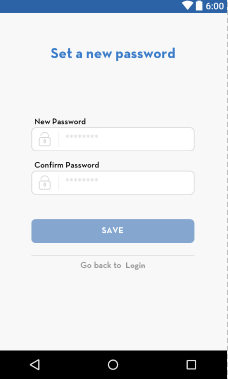 6:00
Set a new password
New Password
********
Confirm Password
********
SAVE
Go back to Login